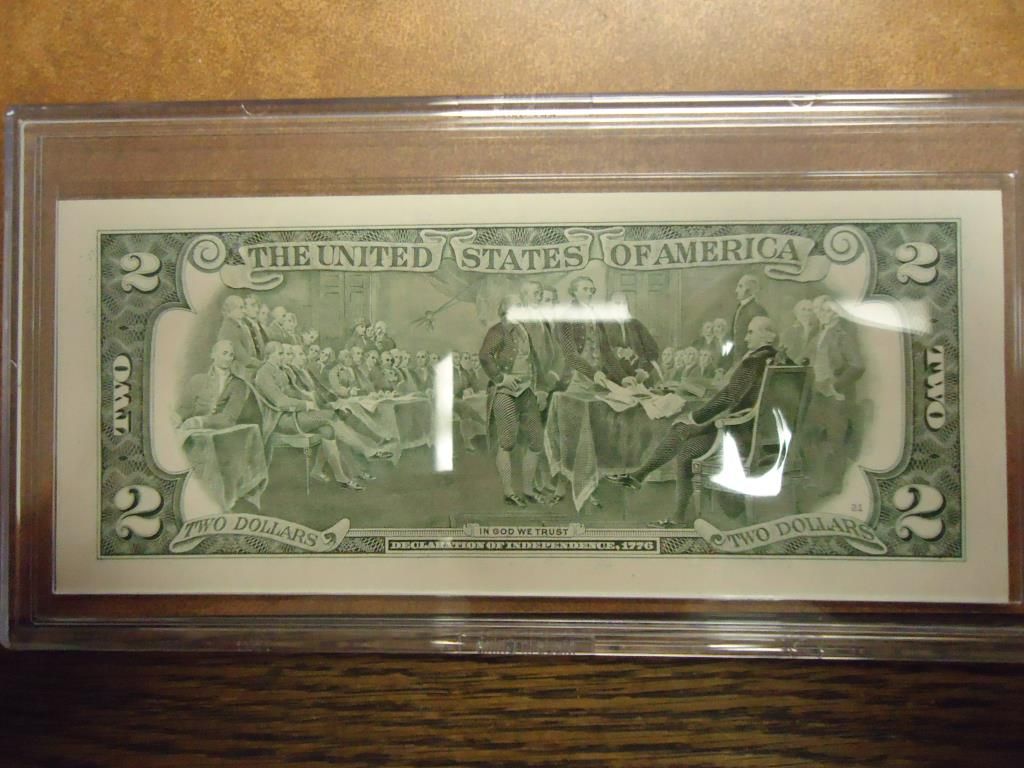 2 THE UNITED STATES OF AMERICA 2
TWO TWO
2 2
TWO DOLLARS TWO DOLLARS
21
IN GOD WE TRUST
DECLARATION OF INDEPENDENCE, 1776